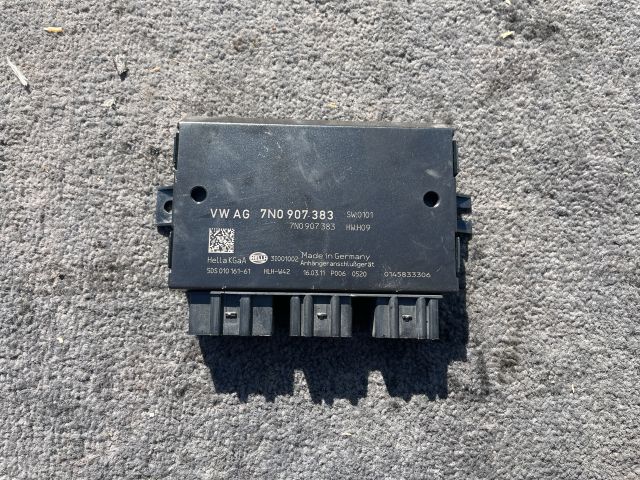 VW AG 7N0 907 383 SW:0101
7N0 907 383 HW:H09
Hella KGaA HELLA 31001002 Made in Germany
Anhängeranschlußgerät
5DS 010 161-61 HLH-W42 16.03.11 P006 0520 0145833306